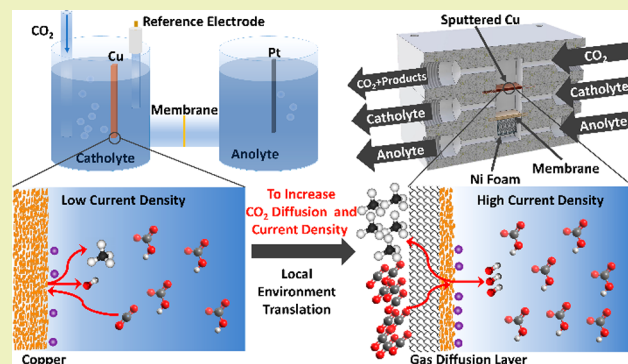 Reference Electrode
CO₂
Cu
Pt
Membrane
Catholyte
Anolyte
Sputtered Cu
CO₂
CO₂+Products
Catholyte
Catholyte
Anolyte
Anolyte
Membrane
Ni Foam
Low Current Density
To Increase
CO₂ Diffusion and
Current Density
Local
Environment
Translation
High Current Density
Copper
Gas Diffusion Layer